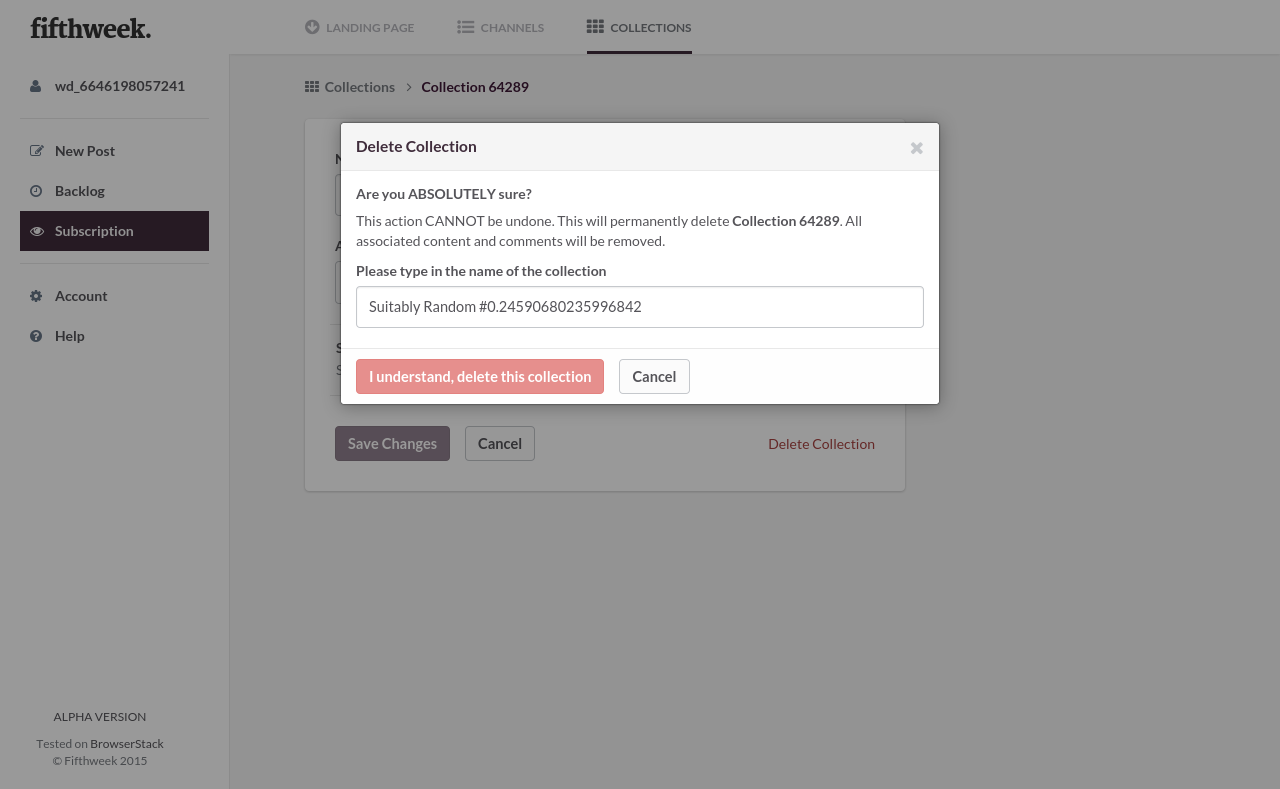 fifthweek.
LANDING PAGE
CHANNELS
COLLECTIONS
wd_6646198057241
New Post
Backlog
Subscription
Account
Help
Collections
Collection 64289
Delete Collection
Are you ABSOLUTELY sure?
This action CANNOT be undone. This will permanently delete Collection 64289. All
associated content and comments will be removed.
Please type in the name of the collection
Suitably Random #0.24590680235996842
I understand, delete this collection
Cancel
Save Changes
Cancel
Delete Collection
ALPHA VERSION
Tested on BrowserStack
© Fifthweek 2015